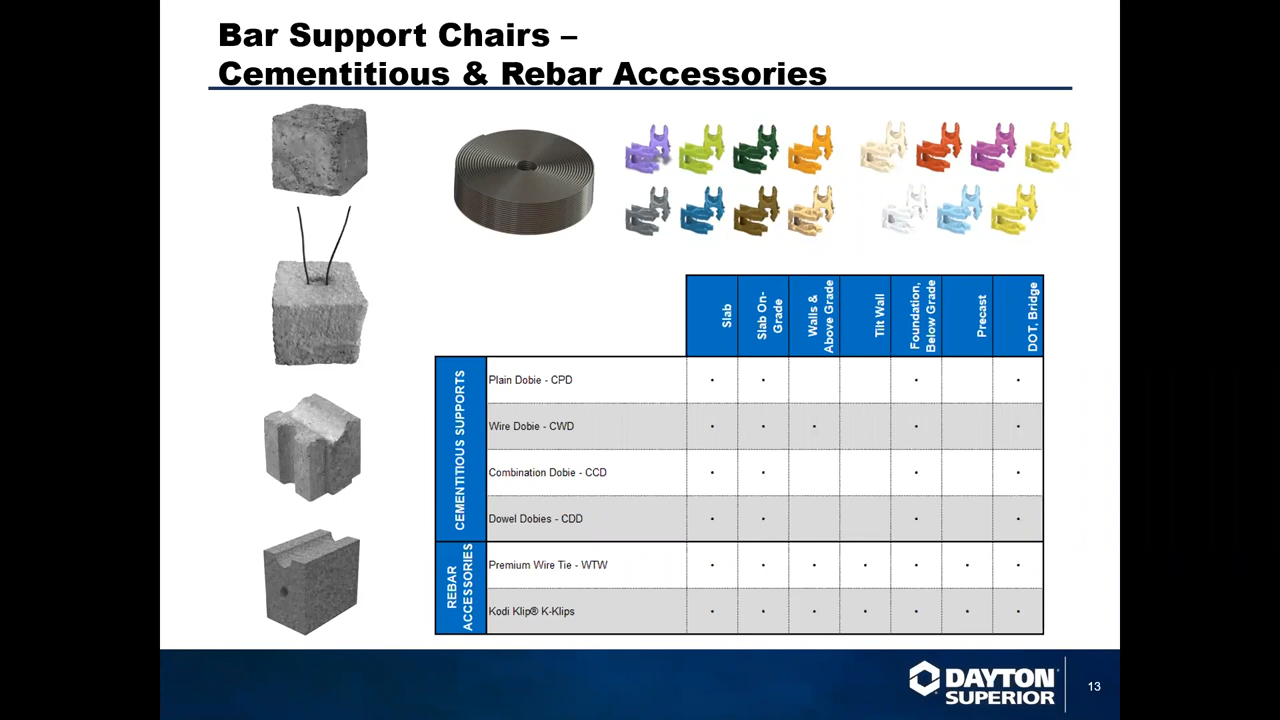 Bar Support Chairs –
Cementitious & Rebar Accessories
Slab
Slab On-
Grade
Walls &
Above Grade
Tilt Wall
Foundation,
Below Grade
Precast
DOT, Bridge
CEMENTITIOUS SUPPORTS
Plain Dobie - CPD
Wire Dobie - CWD
Combination Dobie - CCD
Dowel Dobies - CDD
REBAR
ACCESSORIES
Premium Wire Tie - WTW
Kodi Klip® K-Klips
DAYTON
SUPERIOR
13